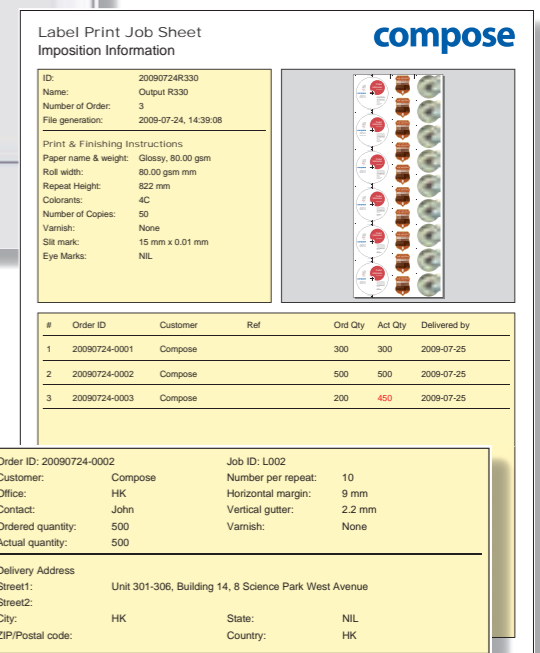 Label Print Job Sheet
compose
Imposition Information
ID: 20090724R330
Name: Output R330
Number of Order: 3
File generation: 2009-07-24, 14:39:08
Print & Finishing Instructions
Paper name & weight: Glossy, 80.00 gsm
Roll width: 80.00 gsm mm
Repeat Height: 822 mm
Colorants: 4C
Number of Copies: 50
Varnish: None
Slit mark: 15 mm x 0.01 mm
Eye Marks: NIL
# Order ID Customer Ref Ord Qty Act Qty Delivered by
1 20090724-0001 Compose 300 300 2009-07-25
2 20090724-0002 Compose 500 500 2009-07-25
3 20090724-0003 Compose 200 450 2009-07-25
Order ID: 20090724-0002 Job ID: L002
Customer: Compose Number per repeat: 10
Office: HK Horizontal margin: 9 mm
Contact: John Vertical gutter: 2.2 mm
Ordered quantity: 500 Varnish: None
Actual quantity: 500
Delivery Address
Street1: Unit 301-306, Building 14, 8 Science Park West Avenue
Street2:
City: HK State: NIL
ZIP/Postal code: Country: HK